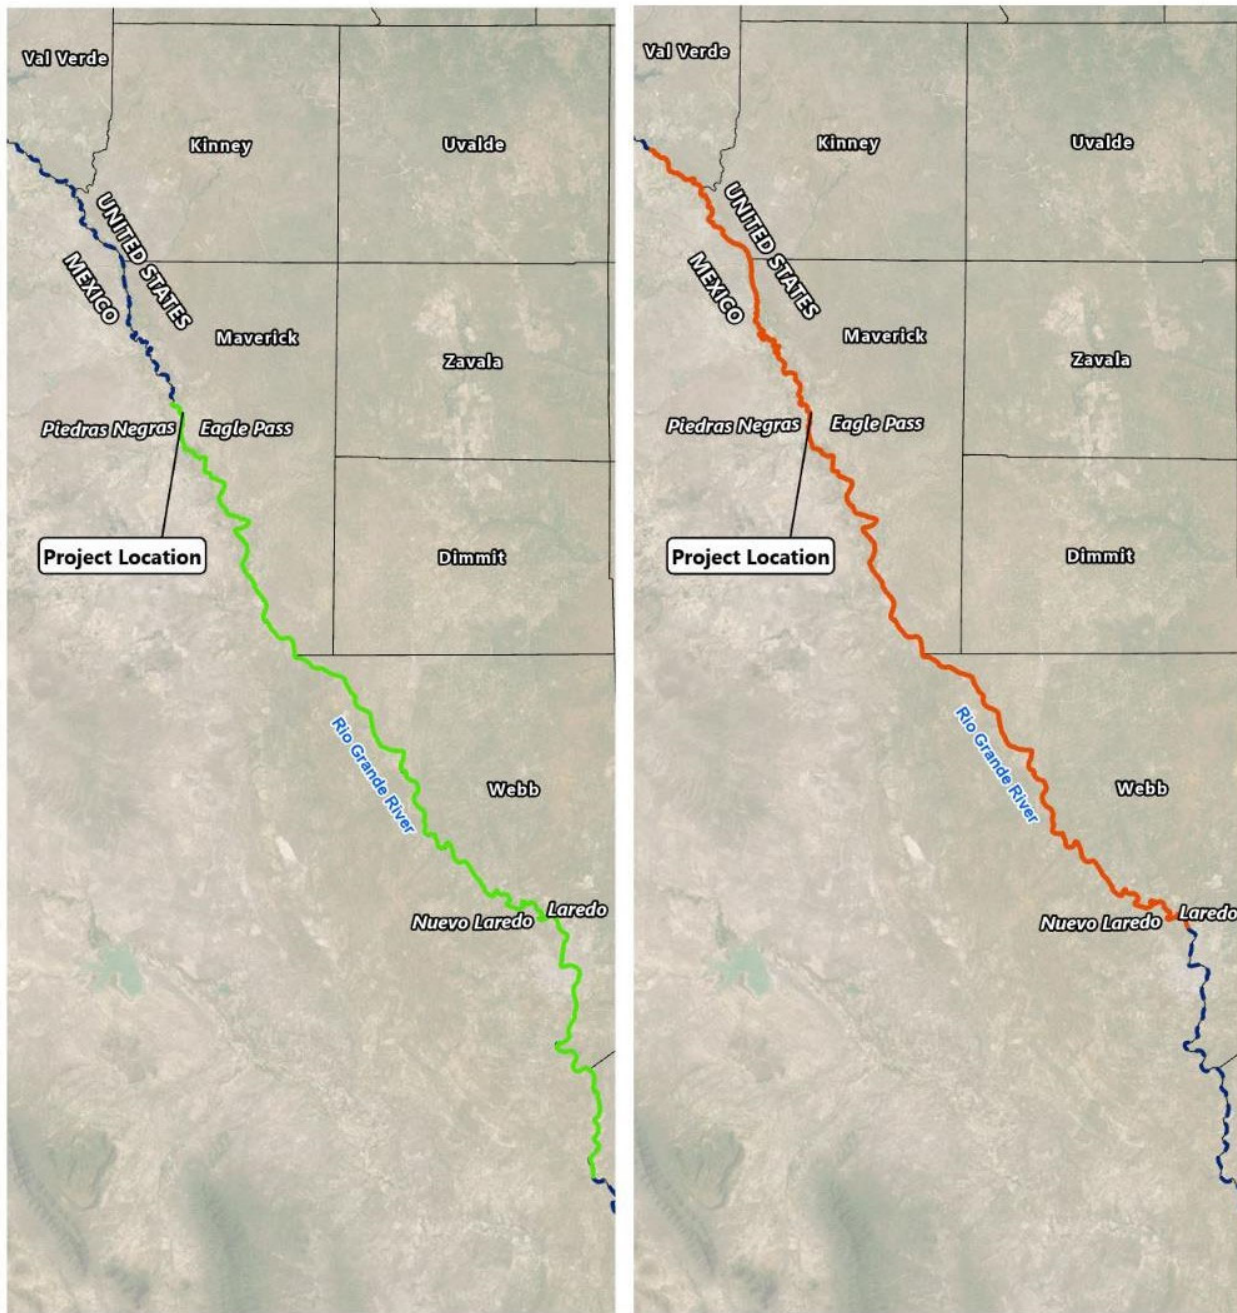 Val Verde
Kinney
Uvalde
UNITED STATES
MEXICO
Maverick
Zavala
Piedras Negras
Eagle Pass
Project Location
Dimmit
Rio Grande River
Webb
Laredo
Nuevo Laredo
Val Verde
Kinney
Uvalde
UNITED STATES
MEXICO
Maverick
Zavala
Piedras Negras
Eagle Pass
Project Location
Dimmit
Rio Grande River
Webb
Laredo
Nuevo Laredo